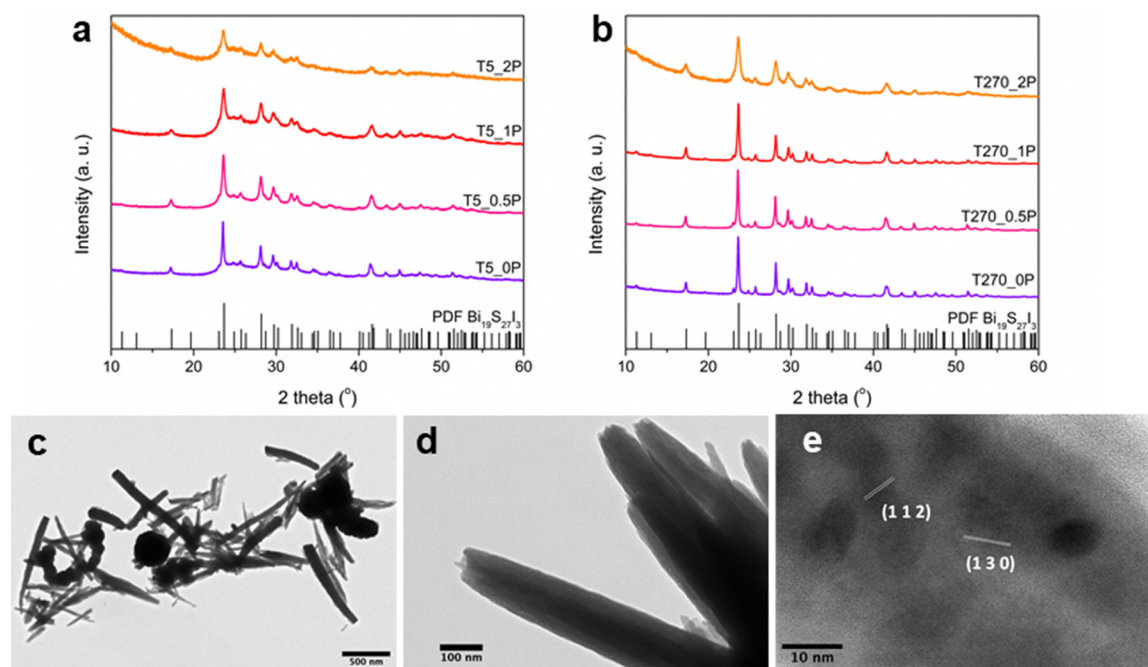 a
T5_2P
T5_1P
T5_0.5P
T5_0P
PDF Bi₁₉S₂₇I₃
Intensity (a. u.)
10 20 30 40 50 60
2 theta (°)
b
T270_2P
T270_1P
T270_0.5P
T270_0P
PDF Bi₁₉S₂₇I₃
Intensity (a. u.)
10 20 30 40 50 60
2 theta (°)
c
500 nm
d
100 nm
e
(1 1 2)
(1 3 0)
10 nm